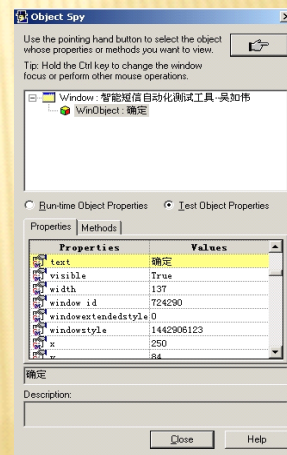 Object Spy
Use the pointing hand button to select the object
whose properties or methods you want to view.
Tip: Hold the Ctrl key to change the window
focus or perform other mouse operations.
Window : 智能短信自动化测试工具--吴如伟
WinObject : 确定
Run-time Object Properties
Test Object Properties
Properties
Methods
Properties Values
text 确定
visible True
width 137
window id 724290
windowextendedstyle 0
windowstyle 1442906123
x 250
y 84
确定
Description:
Close
Help